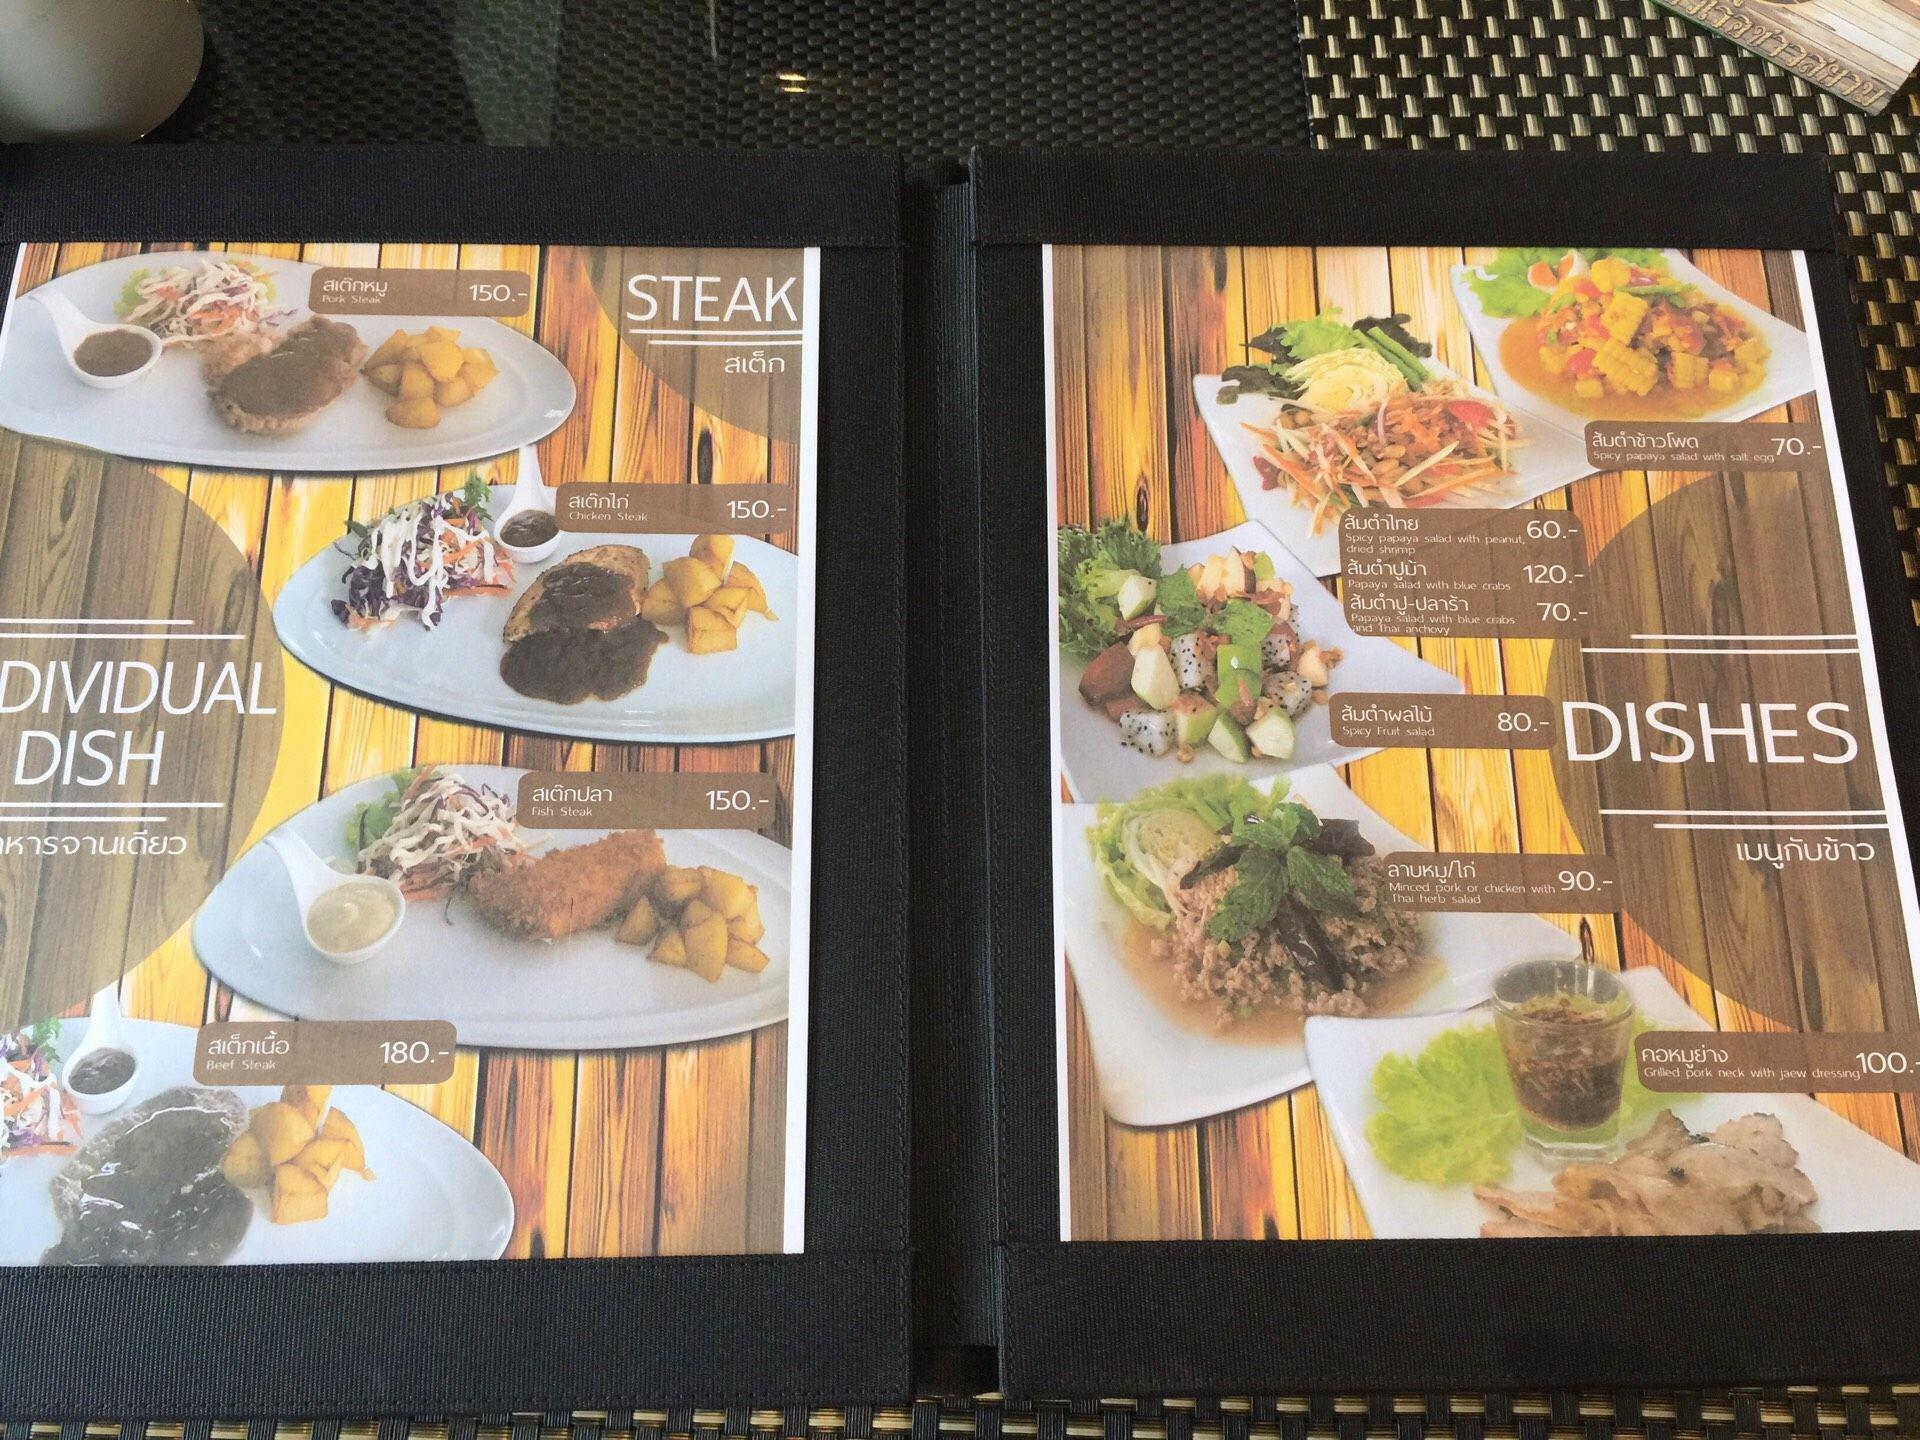 สเต๊กหมู 150.-
Pork Steak
STEAK
สเต็ก
สเต๊กไก่ 150.-
Chicken Steak
DIVIDUAL
DISH
หารจานเดียว
สเต๊กปลา 150.-
Fish Steak
สเต็กเนื้อ 180.-
Beef Steak
ส้มตำข้าวโพด 70.-
Spicy papaya salad with salt egg
ส้มตำไทย 60.-
Spicy papaya salad with peanut,
dried shrimp
ส้มตำปูม้า 120.-
Papaya salad with blue crabs
ส้มตำปู-ปลาร้า 70.-
Papaya salad with blue crabs
and Thai anchovy
ส้มตำผลไม้ 80.-
Spicy Fruit salad
DISHES
เมนูกับข้าว
ลาบหมู/ไก่ 90.-
Minced pork or chicken with
Thai herb salad
คอหมูย่าง 100.-
Grilled pork neck with jaew dressing